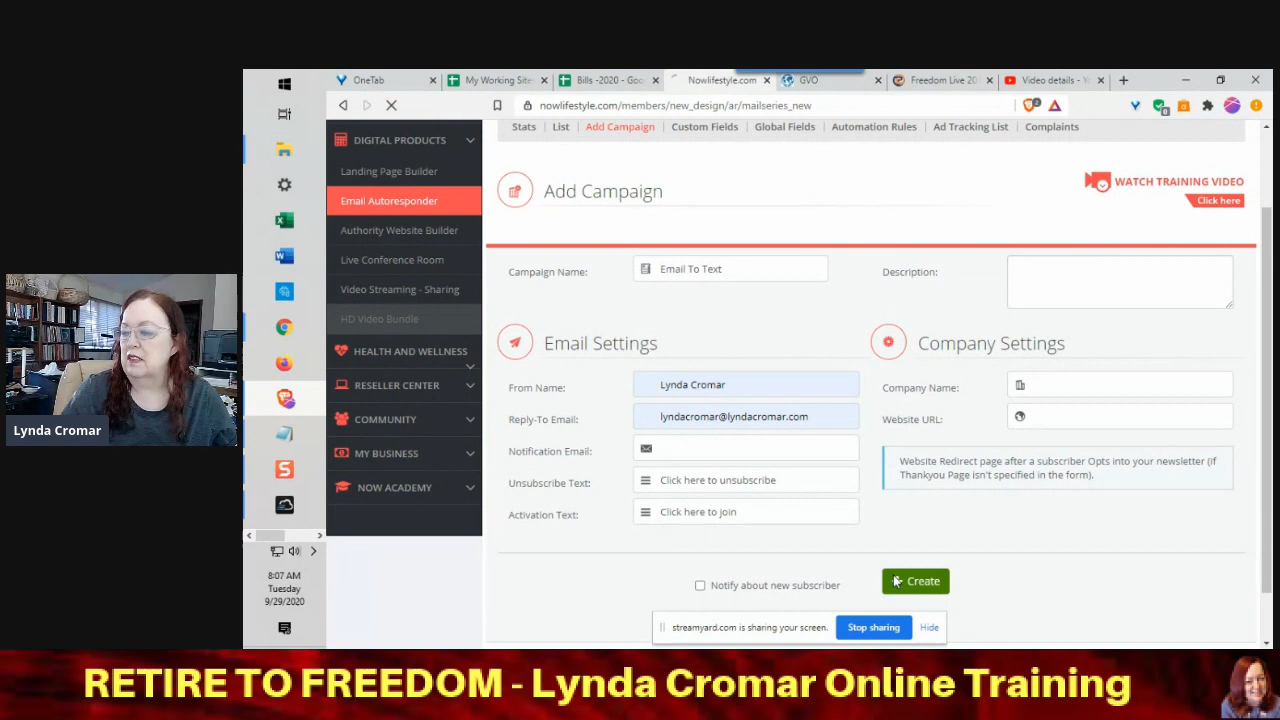 OneTab
My Working Site
Bills -2020 - Goo
Nowlifestyle.com
GVO
Freedom Live 20
Video details - Y
nowlifestyle.com/members/new_design/ar/mailseries_new
Stats
List
Add Campaign
Custom Fields
Global Fields
Automation Rules
Ad Tracking List
Complaints
DIGITAL PRODUCTS
Landing Page Builder
Email Autoresponder
Authority Website Builder
Live Conference Room
Video Streaming - Sharing
HD Video Bundle
HEALTH AND WELLNESS
RESELLER CENTER
COMMUNITY
MY BUSINESS
NOW ACADEMY
Add Campaign
WATCH TRAINING VIDEO
Click here
Campaign Name:
Email To Text
Description:
Email Settings
Company Settings
From Name:
Lynda Cromar
Company Name:
Reply-To Email:
lyndacromar@lyndacromar.com
Website URL:
Notification Email:
Website Redirect page after a subscriber Opts into your newsletter (if
Thankyou Page isn't specified in the form).
Unsubscribe Text:
Click here to unsubscribe
Activation Text:
Click here to join
Notify about new subscriber
Create
streamyard.com is sharing your screen.
Stop sharing
Hide
8:07 AM
Tuesday
9/29/2020
Lynda Cromar
RETIRE TO FREEDOM - Lynda Cromar Online Training